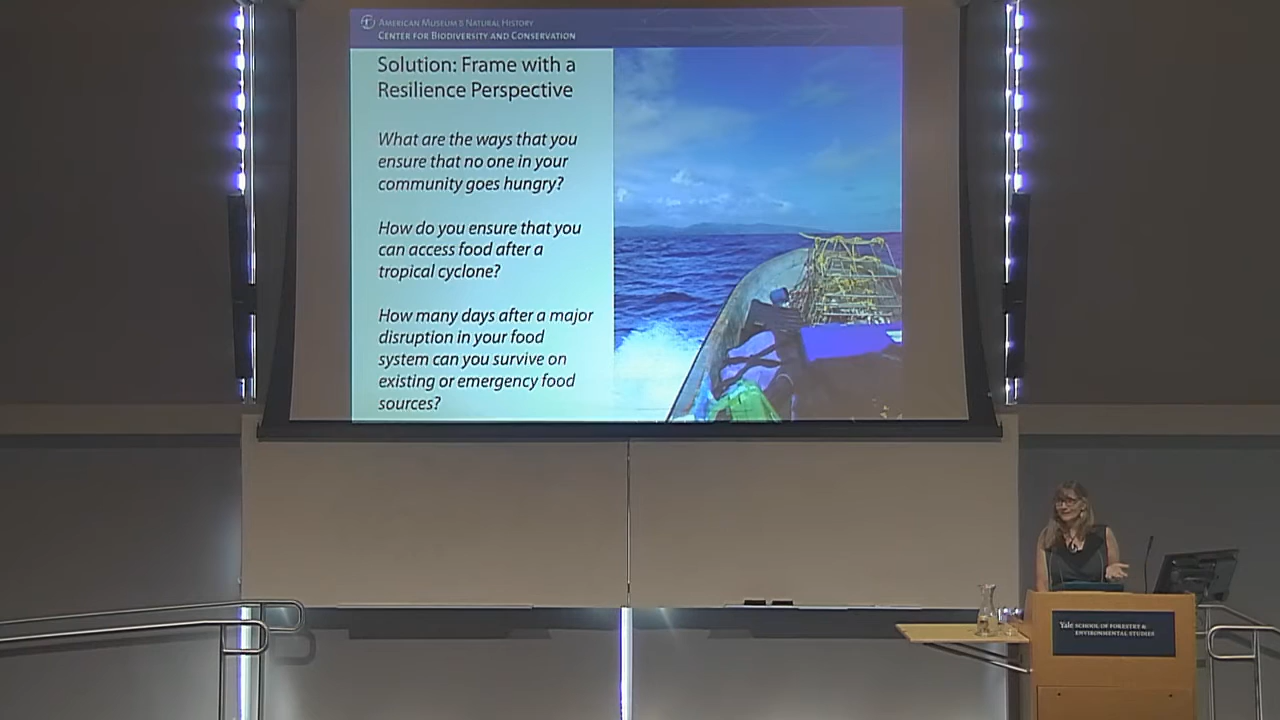 AMERICAN MUSEUM OF NATURAL HISTORY
CENTER FOR BIODIVERSITY AND CONSERVATION
Solution: Frame with a
Resilience Perspective
What are the ways that you
ensure that no one in your
community goes hungry?
How do you ensure that you
can access food after a
tropical cyclone?
How many days after a major
disruption in your food
system can you survive on
existing or emergency food
sources?
Yale SCHOOL OF FORESTRY &
ENVIRONMENTAL STUDIES